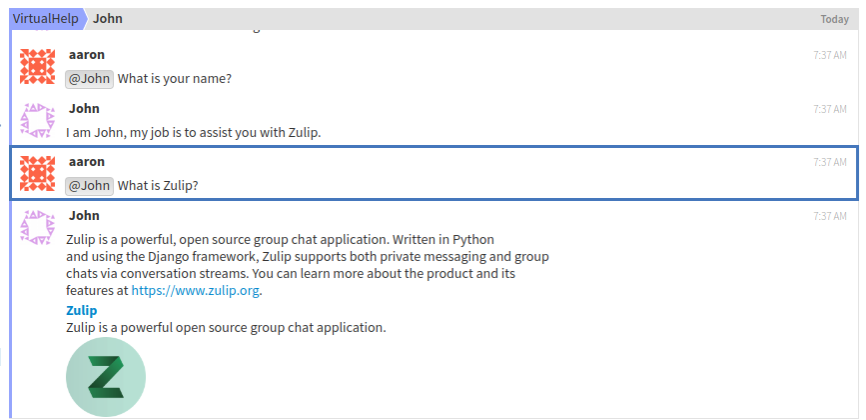 VirtualHelp John Today
aaron 7:37 AM
@John What is your name?
John 7:37 AM
I am John, my job is to assist you with Zulip.
aaron 7:37 AM
@John What is Zulip?
John 7:37 AM
Zulip is a powerful, open source group chat application. Written in Python
and using the Django framework, Zulip supports both private messaging and group
chats via conversation streams. You can learn more about the product and its
features at https://www.zulip.org.
Zulip
Zulip is a powerful open source group chat application.
Z